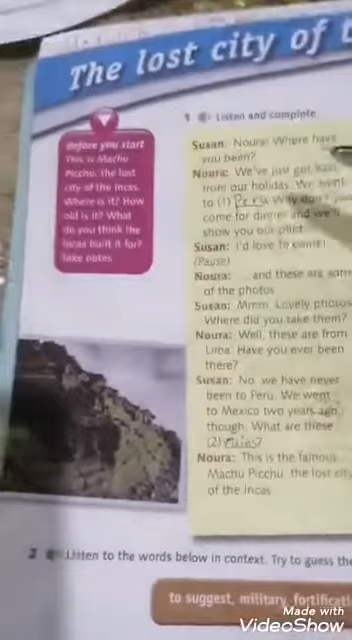 The lost city of t
Before you start
This is Machu
Picchu, the lost
city of the Incas.
Where is it? How
old is it? What
do you think the
Incas built it for?
Take notes.
1 Listen and complete.
Susan: Noura! Where have
you been?
Noura: We've just got back
from our holidays. We went
to (1) Peru Why don't you
come for dinner and we'll
show you our pics?
Susan: I'd love to come!
(Pause)
Noura: and these are some
of the photos.
Susan: Mmm. Lovely photos
Where did you take them?
Noura: Well, these are from
Lima. Have you ever been
there?
Susan: No, we have never
been to Peru. We went
to Mexico two years ago,
though. What are these
(2) ruins?
Noura: This is the famous
Machu Picchu the lost city
of the Incas
2 Listen to the words below in context. Try to guess the
to suggest, military, fortificati
Made with
VideoShow